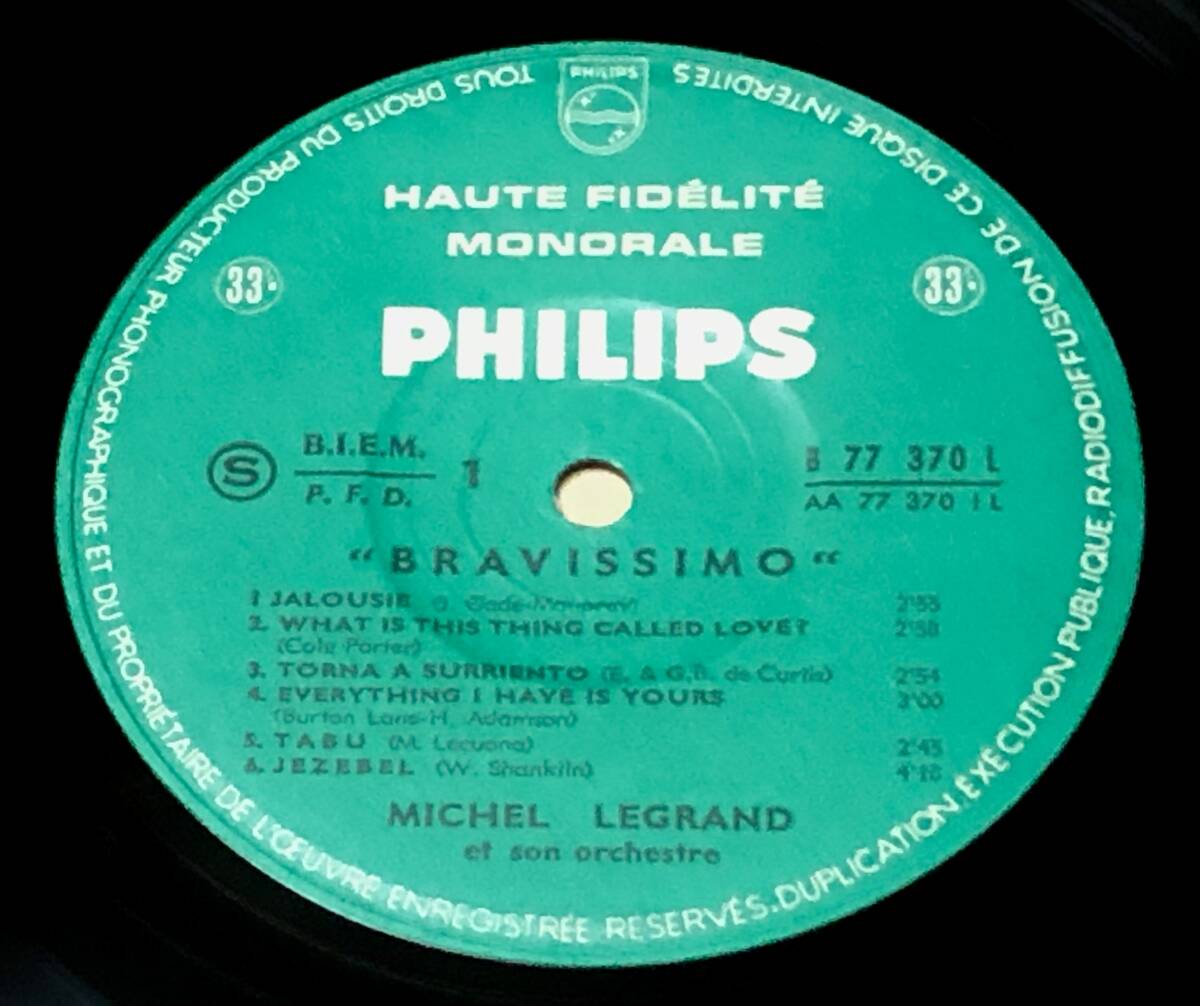 TOUS DROITS DU PRODUCTEUR PHONOGRAPHIQUE ET DU PROPRIÉTAIRE DE L'ŒUVRE ENREGISTRÉE RESERVÉS. DUPLICATION, EXÉCUTION PUBLIQUE, RADIODIFFUSION DE CE DISQUE INTERDITES
PHILIPS
HAUTE FIDÉLITÉ
MONORALE
33 33
PHILIPS
S B.I.E.M. 1 B 77 370 L
P. F. D. AA 77 370 1 L
"BRAVISSIMO"
1 JALOUSIE 2'55
2. WHAT IS THIS THING CALLED LOVE? 2'58
(Cole Porter)
3. TORNA A SURRIENTO (E. & G.B. de Curtis) 2'54
4. EVERYTHING I HAVE IS YOURS 3'00
(Burton Lane-H. Adamson)
5. TABU (M. Lecuona) 2'45
6. JEZEBEL (W. Shanklin)
MICHEL LEGRAND
et son orchestre